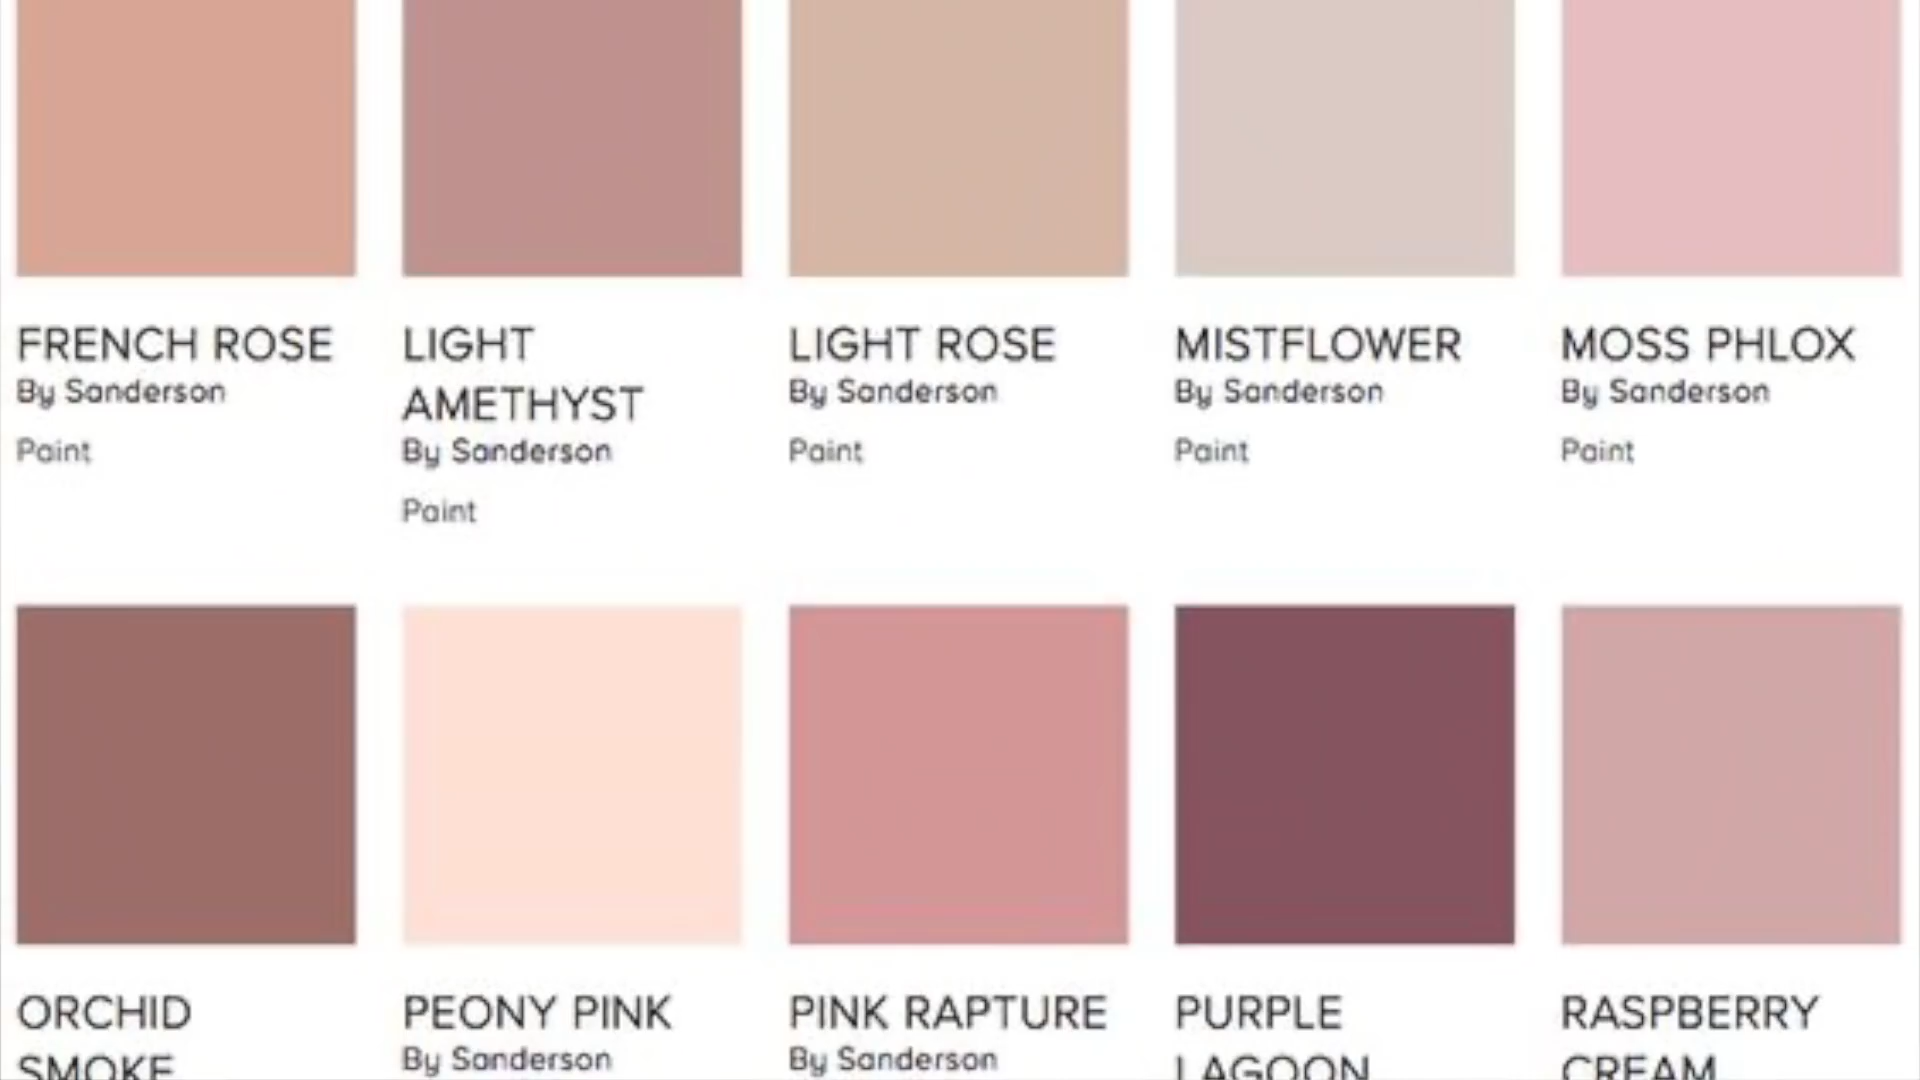 FRENCH ROSE
By Sanderson
Paint
LIGHT
AMETHYST
By Sanderson
Paint
LIGHT ROSE
By Sanderson
Paint
MISTFLOWER
By Sanderson
Paint
MOSS PHLOX
By Sanderson
Paint
ORCHID
SMOKE
PEONY PINK
By Sanderson
PINK RAPTURE
By Sanderson
PURPLE
LAGOON
RASPBERRY
CREAM